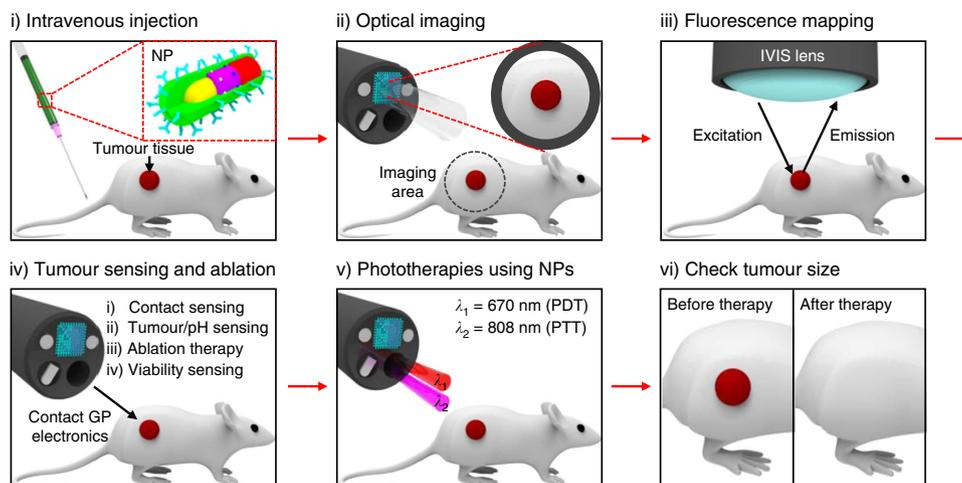 i) Intravenous injection
NP
Tumour tissue
ii) Optical imaging
Imaging
area
iii) Fluorescence mapping
IVIS lens
Excitation
Emission
iv) Tumour sensing and ablation
i) Contact sensing
ii) Tumour/pH sensing
iii) Ablation therapy
iv) Viability sensing
Contact GP
electronics
v) Phototherapies using NPs
λ1 = 670 nm (PDT)
λ2 = 808 nm (PTT)
λ1
λ2
vi) Check tumour size
Before therapy
After therapy